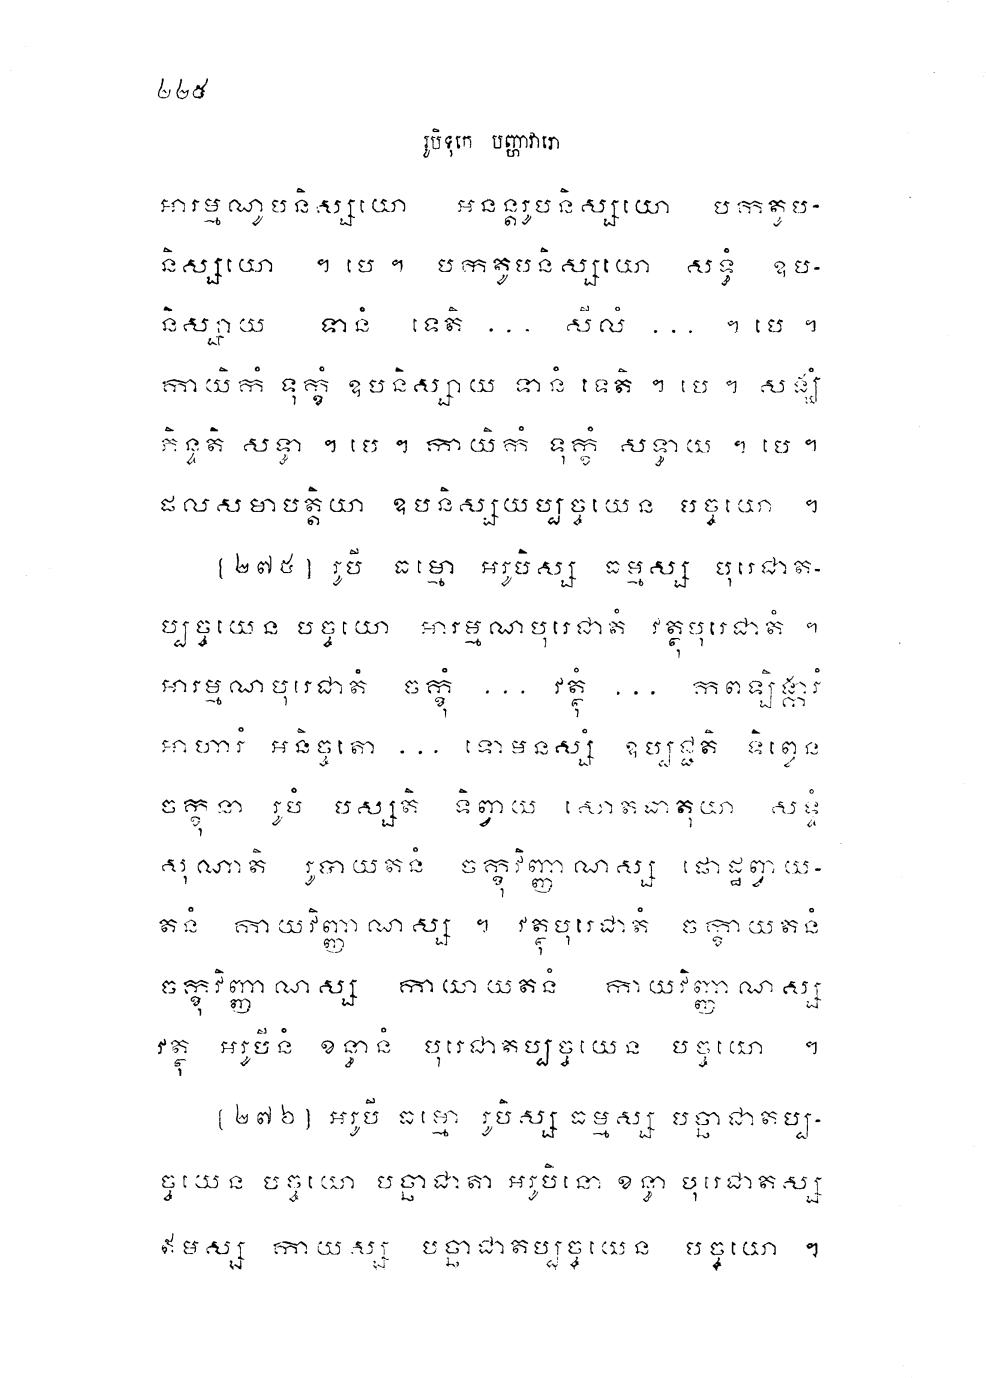 ២២៥
រូបិទុកេ បញ្ហាវារោ
អារម្មណូបនិស្សយោ អនន្តរូបនិស្សយោ បកតូប-
និស្សយោ ។ បេ ។ បកតូបនិស្សយោ សទ្ធំ ឧប-
និស្សាយ ទានំ ទេតិ ... សីលំ ... ។ បេ ។
កាយិកំ ទុក្ខំ ឧបនិស្សាយ ទានំ ទេតិ ។ បេ ។ សង្ឃំ
ភិន្ទតិ សទ្ធា ។ បេ ។ កាយិកំ ទុក្ខំ សទ្ធាយ ។ បេ ។
ផលសមាបត្តិយា ឧបនិស្សយប្បច្ចយេន បច្ចយោ ។
[២៧៥] រូបី ធម្មោ អរូបិស្ស ធម្មស្ស បុរេជាត-
ប្បច្ចយេន បច្ចយោ អារម្មណបុរេជាតំ វត្ថុបុរេជាតំ ។
អារម្មណបុរេជាតំ ចក្ខុំ ... វត្ថុំ ... កពឡិង្ការំ
អាហារំ អនិច្ចតោ ... ទោមនស្សំ ឧប្បជ្ជតិ ទិព្វេន
ចក្ខុនា រូបំ បស្សតិ ទិព្វាយ សោតធាតុយា សទ្ទំ
សុណាតិ រូបាយតនំ ចក្ខុវិញ្ញាណស្ស ផោដ្ឋព្វាយ-
តនំ កាយវិញ្ញាណស្ស ។ វត្ថុបុរេជាតំ ចក្ខាយតនំ
ចក្ខុវិញ្ញាណស្ស កាយាយតនំ កាយវិញ្ញាណស្ស
វត្ថុ អរូបីនំ ខន្ធានំ បុរេជាតប្បច្ចយេន បច្ចយោ ។
[២៧៦] អរូបី ធម្មោ រូបិស្ស ធម្មស្ស បច្ឆាជាតប្ប-
ច្ចយេន បច្ចយោ បច្ឆាជាតា អរូបិនោ ខន្ធា បុរេជាតស្ស
ឥមស្ស កាយស្ស បច្ឆាជាតប្បច្ចយេន បច្ចយោ ។